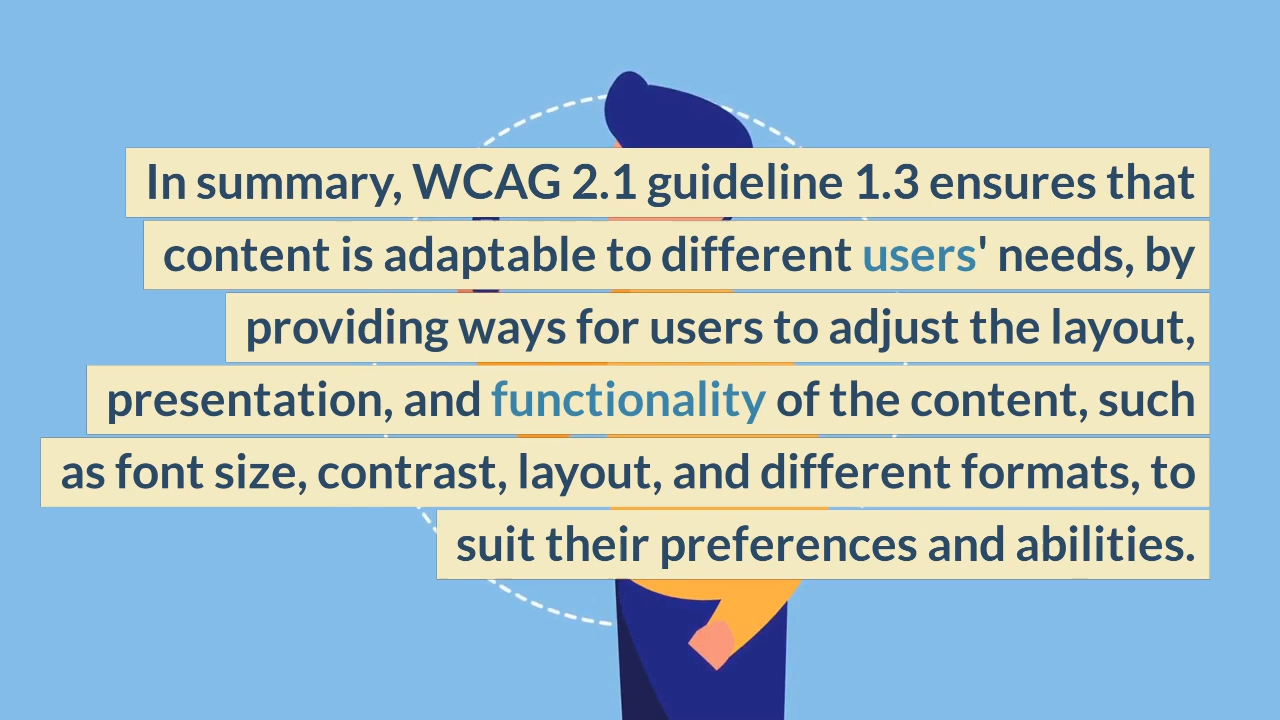 In summary, WCAG 2.1 guideline 1.3 ensures that
content is adaptable to different users' needs, by
providing ways for users to adjust the layout,
presentation, and functionality of the content, such
as font size, contrast, layout, and different formats, to
suit their preferences and abilities.